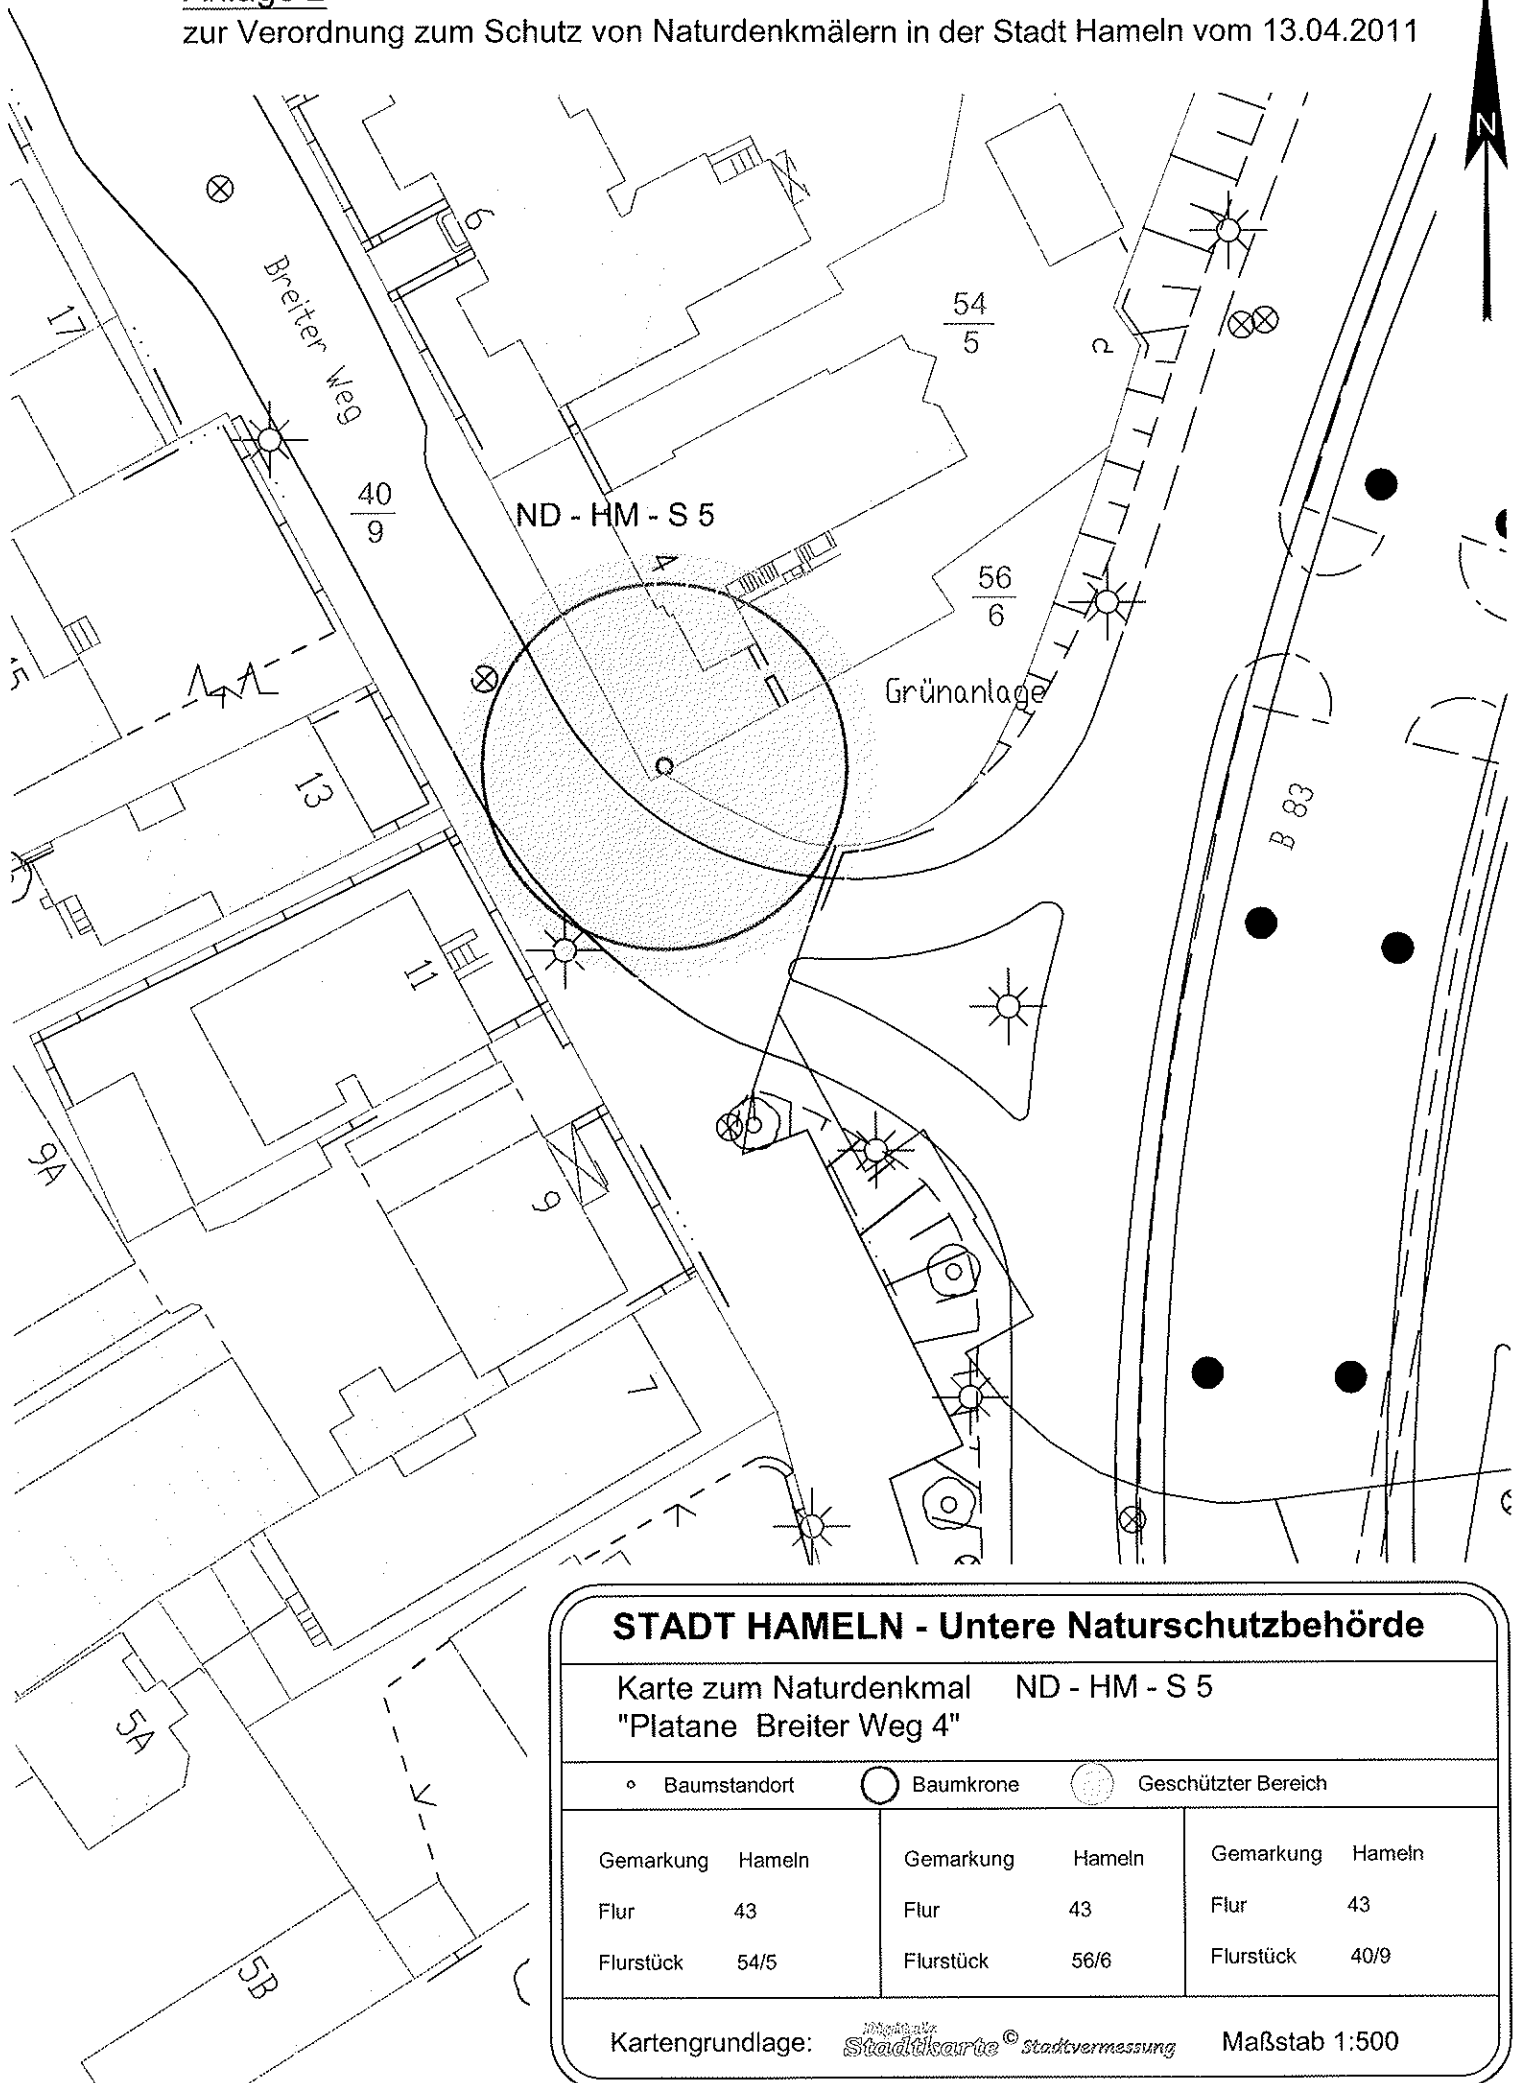 zur Verordnung zum Schutz von Naturdenkmälern in der Stadt Hameln vom 13.04.2011
N
6
Breiter Weg
17
54
5
2
40
9
ND - HM - S 5
4
56
6
Grünanlage
15
13
B 83
11
9A
9
7
5A
5B
STADT HAMELN - Untere Naturschutzbehörde
Karte zum Naturdenkmal ND - HM - S 5
"Platane Breiter Weg 4"
Baumstandort Baumkrone Geschützter Bereich
Gemarkung Hameln Gemarkung Hameln Gemarkung Hameln
Flur 43 Flur 43 Flur 43
Flurstück 54/5 Flurstück 56/6 Flurstück 40/9
Digitale
Kartengrundlage: Stadtkarte © Stadtvermessung Maßstab 1:500